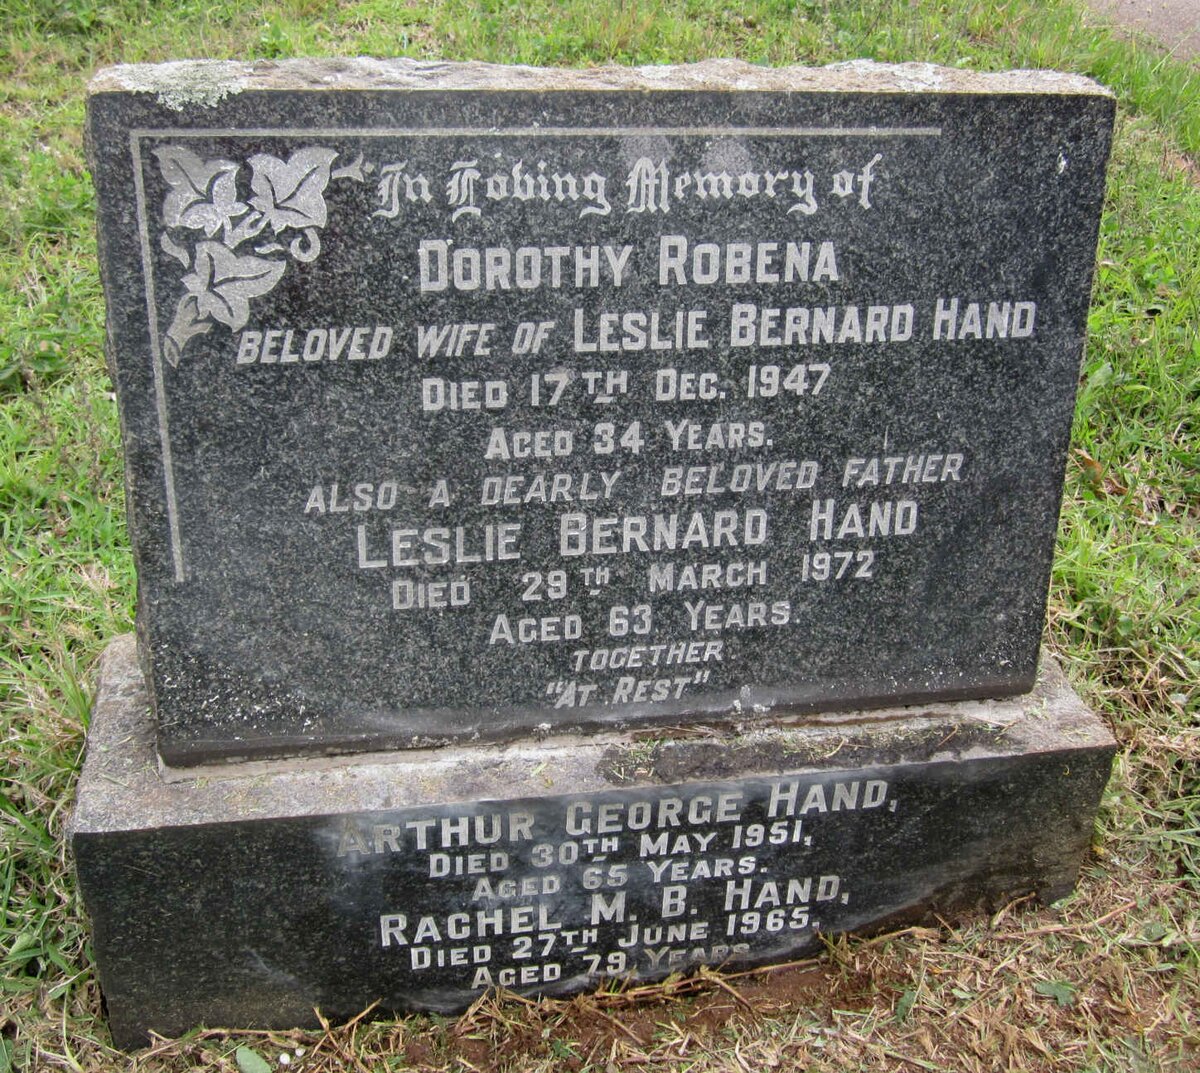 In Loving Memory of
DOROTHY ROBENA
BELOVED WIFE OF LESLIE BERNARD HAND
DIED 17TH DEC. 1947
AGED 34 YEARS.
ALSO A DEARLY BELOVED FATHER
LESLIE BERNARD HAND
DIED 29TH MARCH 1972
AGED 63 YEARS.
TOGETHER
"AT REST"
ARTHUR GEORGE HAND,
DIED 30TH MAY 1951,
AGED 65 YEARS.
RACHEL M. B. HAND,
DIED 27TH JUNE 1965.
AGED 79 YEARS